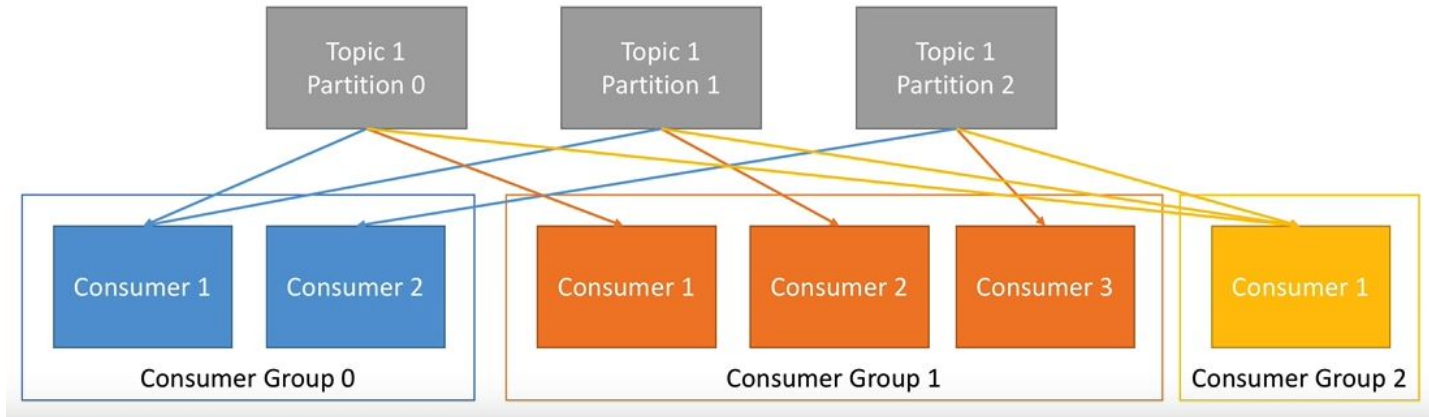 Topic 1
Partition 0
Topic 1
Partition 1
Topic 1
Partition 2
Consumer 1
Consumer 2
Consumer Group 0
Consumer 1
Consumer 2
Consumer 3
Consumer Group 1
Consumer 1
Consumer Group 2